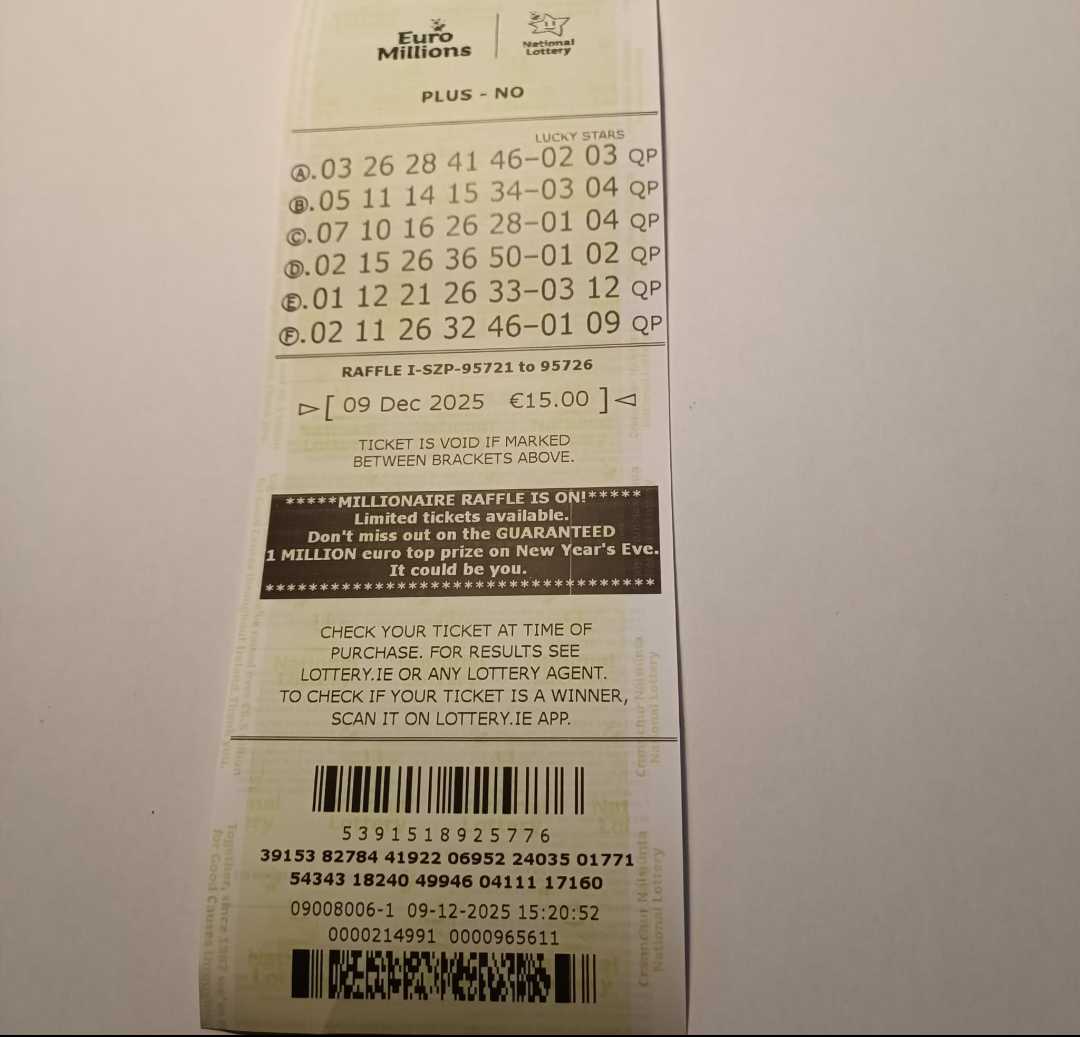 Euro
Millions
National
Lottery
PLUS - NO
LUCKY STARS
A.03 26 28 41 46-02 03 QP
B.05 11 14 15 34-03 04 QP
C.07 10 16 26 28-01 04 QP
D.02 15 26 36 50-01 02 QP
E.01 12 21 26 33-03 12 QP
F.02 11 26 32 46-01 09 QP
RAFFLE I-SZP-95721 to 95726
[ 09 Dec 2025 €15.00 ]
TICKET IS VOID IF MARKED
BETWEEN BRACKETS ABOVE.
*****MILLIONAIRE RAFFLE IS ON!*****
Limited tickets available.
Don't miss out on the GUARANTEED
1 MILLION euro top prize on New Year's Eve.
It could be you.
************************************
CHECK YOUR TICKET AT TIME OF
PURCHASE. FOR RESULTS SEE
LOTTERY.IE OR ANY LOTTERY AGENT.
TO CHECK IF YOUR TICKET IS A WINNER,
SCAN IT ON LOTTERY.IE APP.
5391518925776
39153 82784 41922 06952 24035 01771
54343 18240 49946 04111 17160
09008006-1 09-12-2025 15:20:52
0000214991 0000965611
Crannchur Náisiúnta
National Lottery